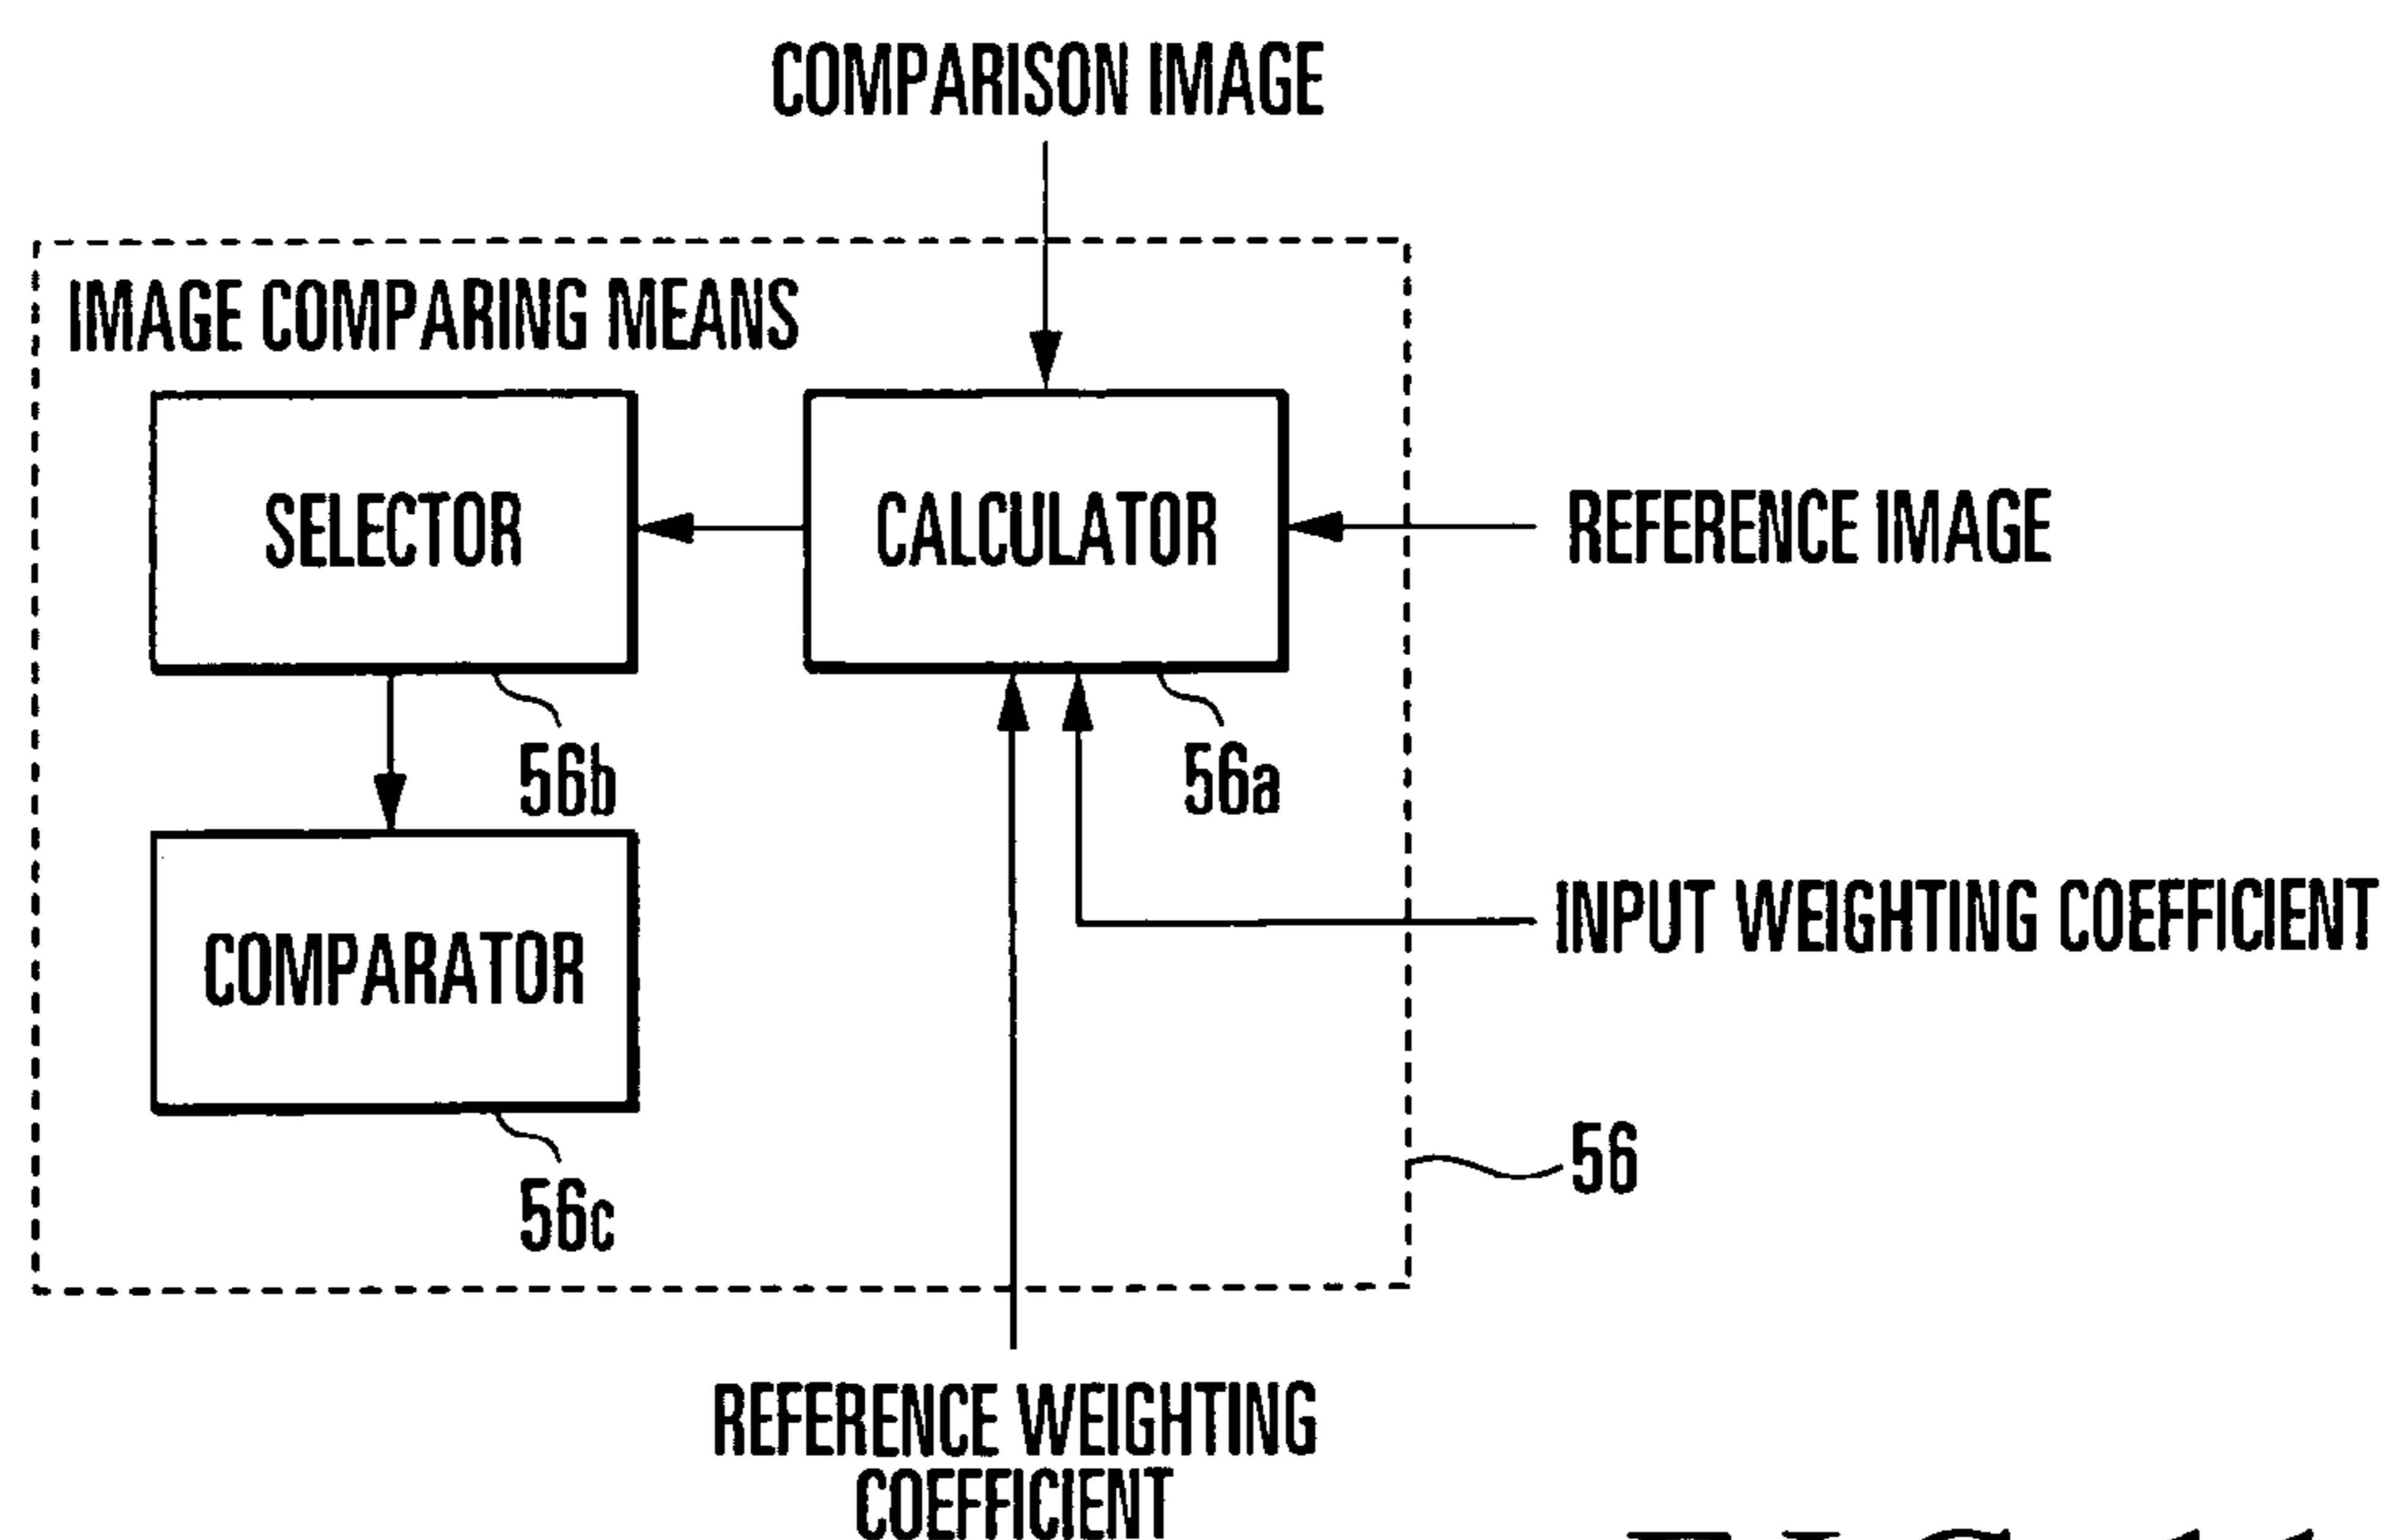 COMPARISON IMAGE
IMAGE COMPARING MEANS
SELECTOR
CALCULATOR
REFERENCE IMAGE
56b
56a
COMPARATOR
INPUT WEIGHTING COEFFICIENT
56c
56
REFERENCE WEIGHTING
COEFFICIENT